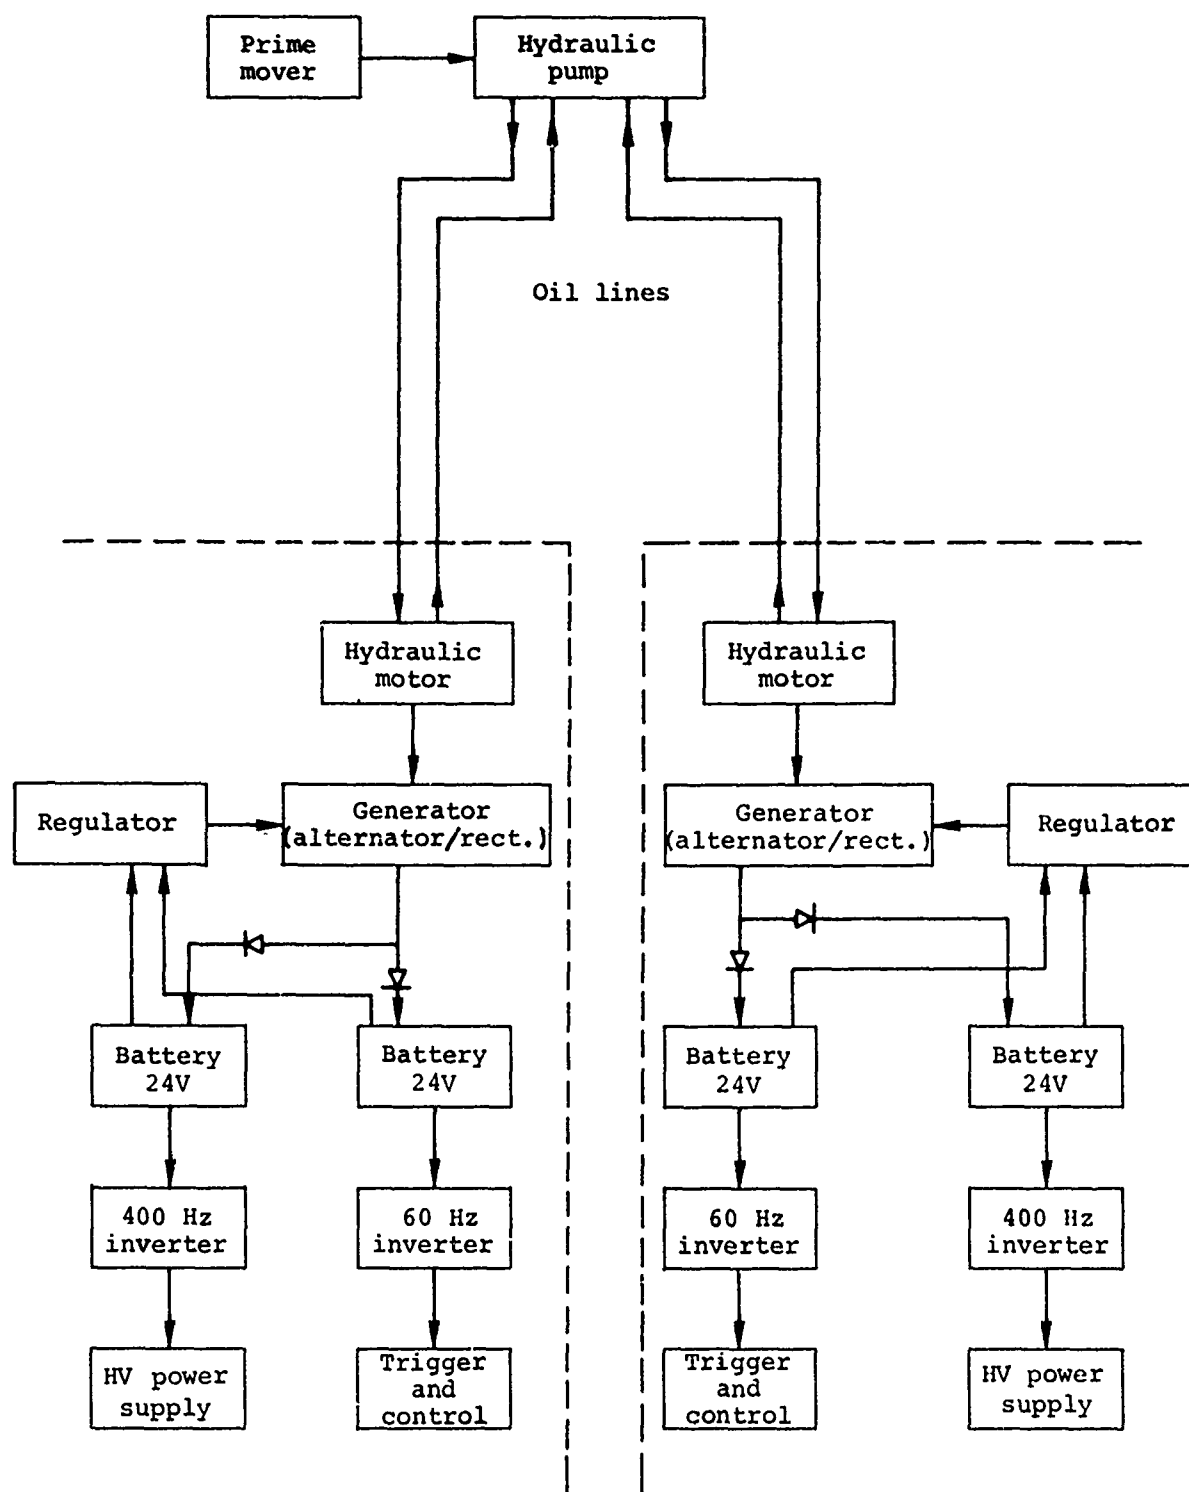 Prime
mover
Hydraulic
pump
Oil lines
Hydraulic
motor
Hydraulic
motor
Regulator
Generator
(alternator/rect.)
Generator
(alternator/rect.)
Regulator
Battery
24V
Battery
24V
Battery
24V
Battery
24V
400 Hz
inverter
60 Hz
inverter
60 Hz
inverter
400 Hz
inverter
HV power
supply
Trigger
and
control
Trigger
and
control
HV power
supply